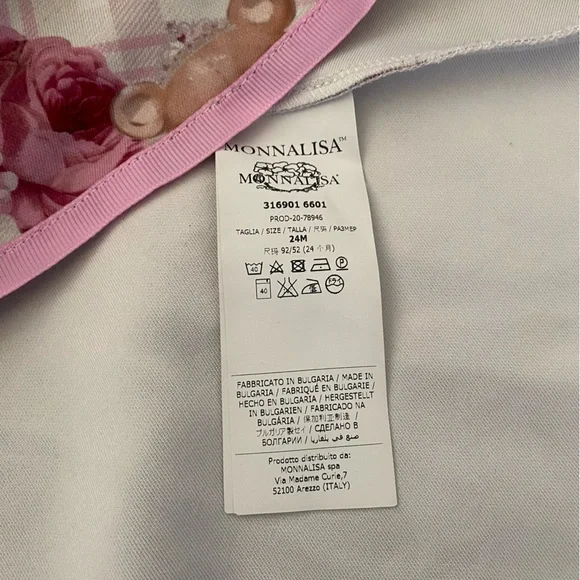 MONNALISA™
MONNALISA
316901 6601
PROD-20-78946
TAGLIA / SIZE / TALLA / 尺码 / РАЗМЕР
24M
尺码 92/52 (24 个月)
40
40
FABBRICATO IN BULGARIA / MADE IN
BULGARIA / FABRIQUÉ EN BULGARIE /
HECHO EN BULGARIA / HERGESTELLT
IN BULGARIEN / FABRICADO NA
BULGÁRIA / 保加利亚制造 /
ブルガリア製セイ / СДЕЛАНО В
БОЛГАРИИ / صنع في بلغاريا
Prodotto distribuito da:
MONNALISA spa
Via Madame Curie,7
52100 Arezzo (ITALY)